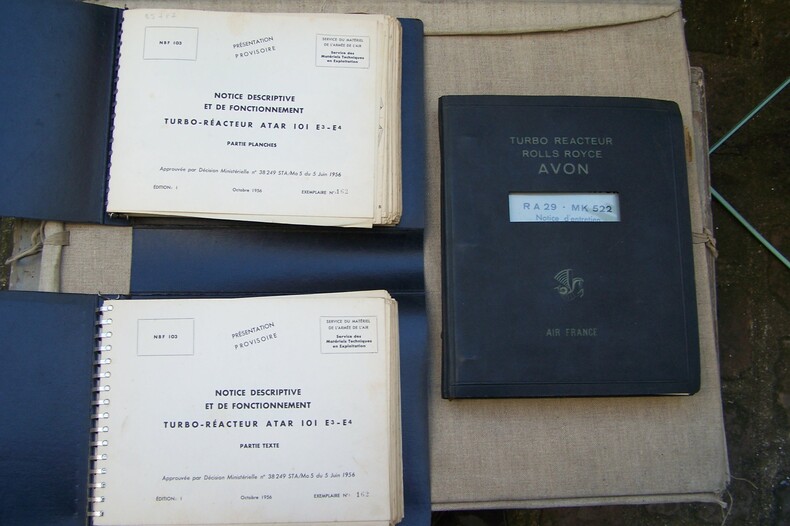 NBF 102
PRÉSENTATION
PROVISOIRE
SERVICE DU MATÉRIEL
DE L'ARMÉE DE L'AIR
Service des
Matériels Techniques
en Exploitation
NOTICE DESCRIPTIVE
ET DE FONCTIONNEMENT
TURBO-RÉACTEUR ATAR 101 E3-E4
PARTIE PLANCHES
Approuvée par Décision Ministérielle n° 38 249 STA/Mo 5 du 5 Juin 1956
ÉDITION: 1 Octobre 1956 EXEMPLAIRE N° 162
NBF 102
PRÉSENTATION
PROVISOIRE
SERVICE DU MATÉRIEL
DE L'ARMÉE DE L'AIR
Service des
Matériels Techniques
en Exploitation
NOTICE DESCRIPTIVE
ET DE FONCTIONNEMENT
TURBO-RÉACTEUR ATAR 101 E3-E4
PARTIE TEXTE
Approuvée par Décision Ministérielle n° 38 249 STA/Mo 5 du 5 Juin 1956
ÉDITION: 1 Octobre 1956 EXEMPLAIRE N° 162
TURBO REACTEUR
ROLLS ROYCE
AVON
RA 29 - MK 522
Notice d'entretien
AIR FRANCE